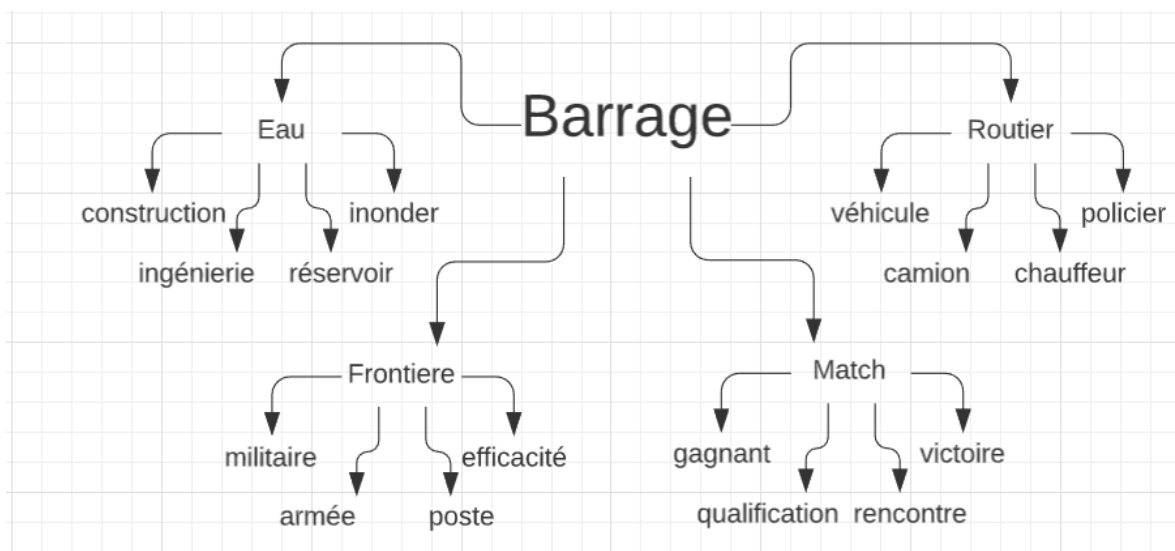 Barrage
Eau
construction
inonder
ingénierie
réservoir
Routier
véhicule
policier
camion
chauffeur
Frontiere
militaire
efficacité
armée
poste
Match
gagnant
victoire
qualification
rencontre